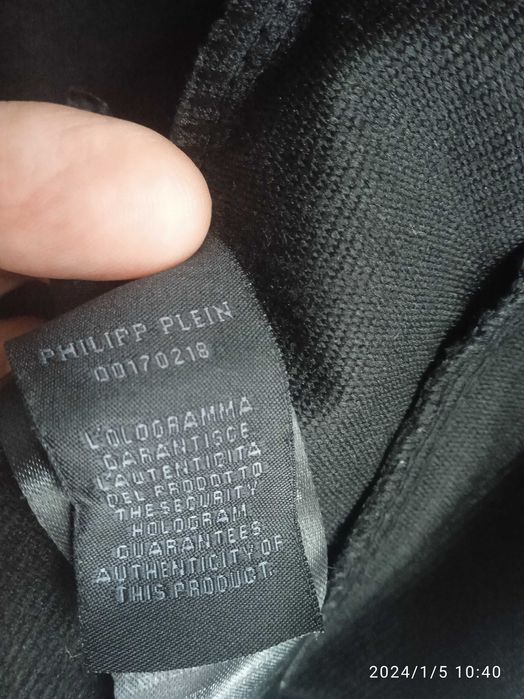 PHILIPP PLEIN
00170218
L'OLOGRAMMA
GARANTISCE
L'AUTENTICITA
DEL PRODOTTO
THE SECURITY
HOLOGRAM
GUARANTEES
AUTHENTICITY OF
THIS PRODUCT.
2024/1/5 10:40